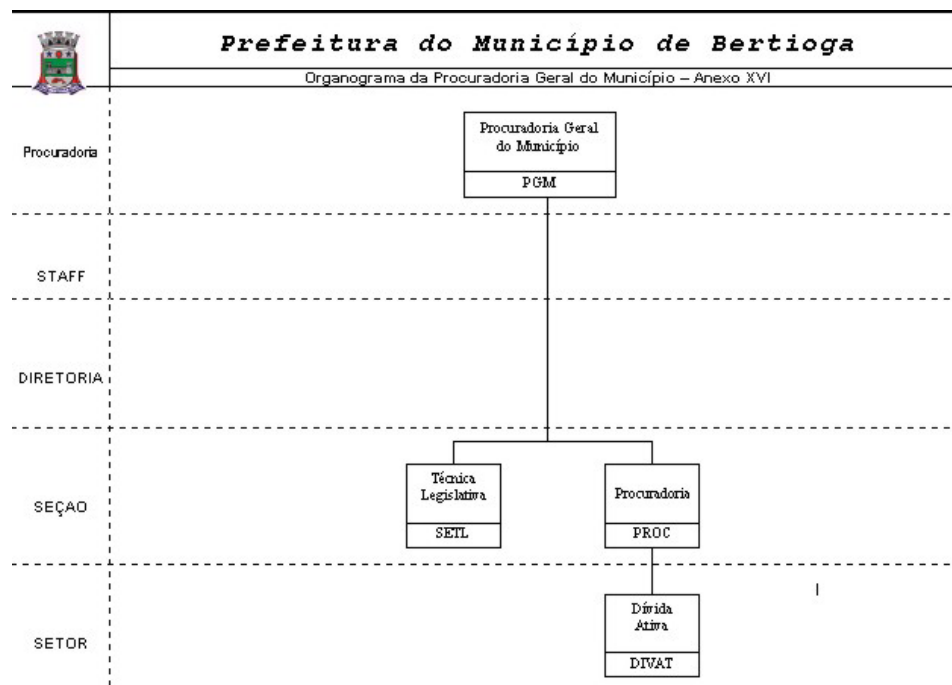 Prefeitura do Município de Bertioga
Organograma da Procuradoria Geral do Município – Anexo XVI
Procuradoria
Procuradoria Geral
do Município
PGM
STAFF
DIRETORIA
SEÇAO
Técnica
Legislativa
SETL
Procuradoria
PROC
SETOR
Dívida
Ativa
DIVAT